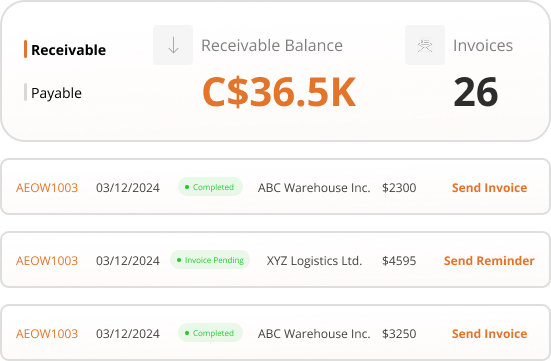 Receivable
Payable
Receivable Balance
C$36.5K
Invoices
26
AEOW1003 03/12/2024 Completed ABC Warehouse Inc. $2300 Send Invoice
AEOW1003 03/12/2024 Invoice Pending XYZ Logistics Ltd. $4595 Send Reminder
AEOW1003 03/12/2024 Completed ABC Warehouse Inc. $3250 Send Invoice